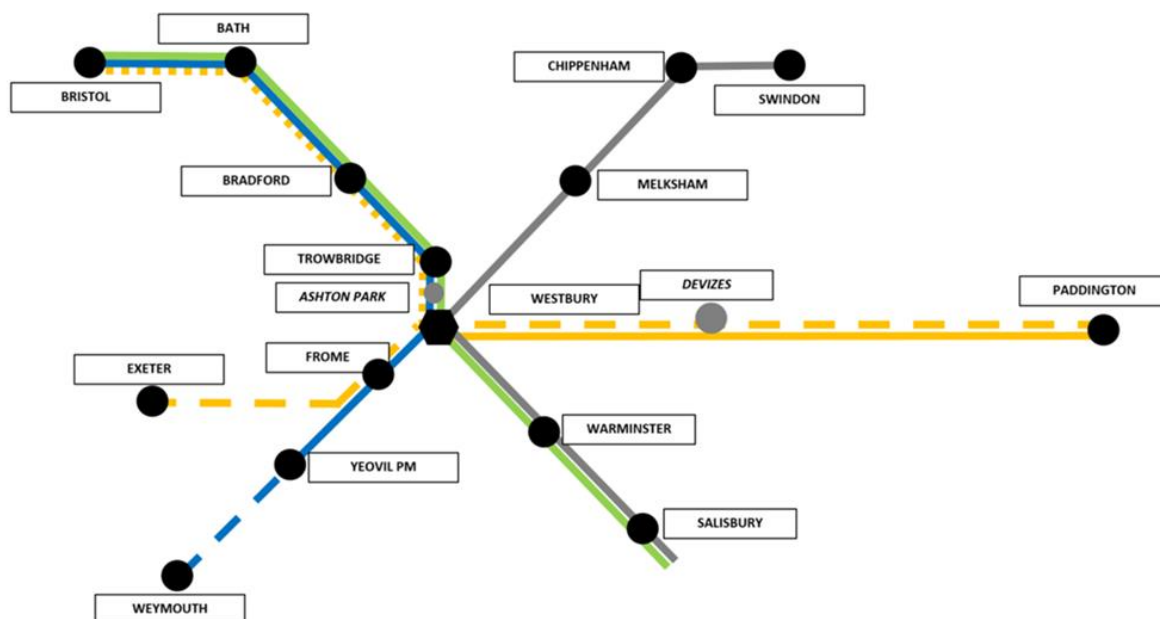 BATH
CHIPPENHAM
BRISTOL
SWINDON
BRADFORD
MELKSHAM
TROWBRIDGE
ASHTON PARK
WESTBURY
DEVIZES
PADDINGTON
FROME
EXETER
WARMINSTER
YEOVIL PM
SALISBURY
WEYMOUTH